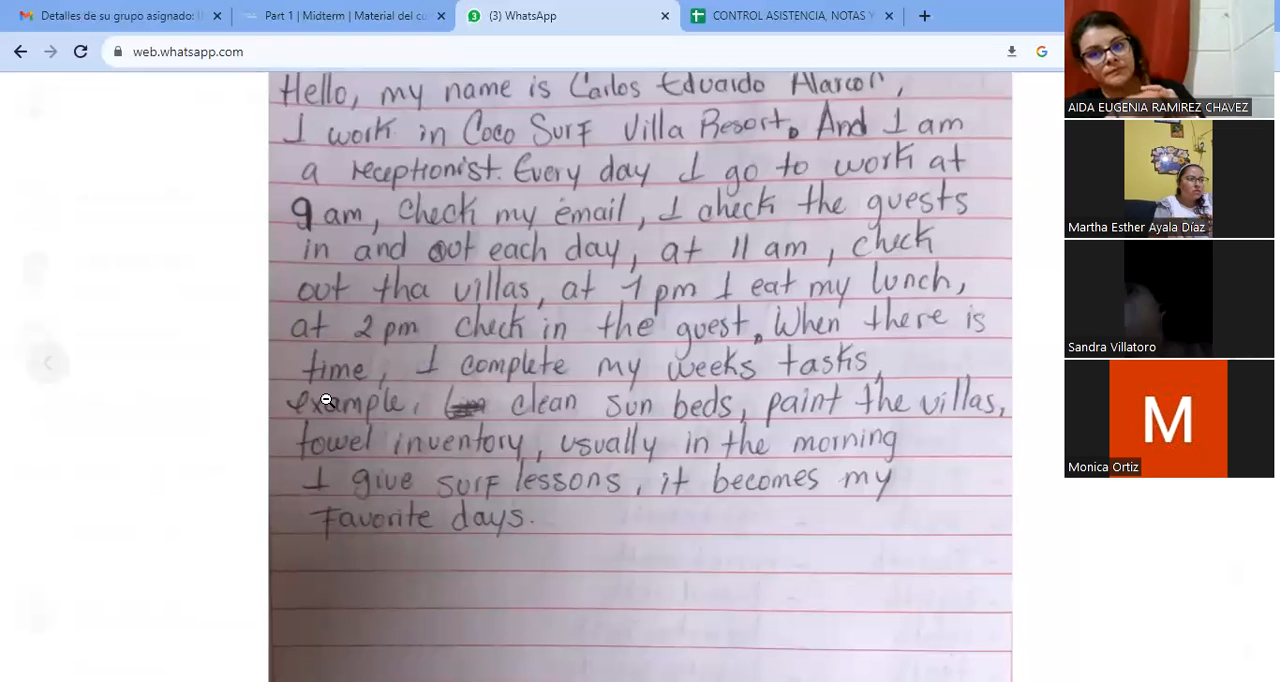 Detalles de su grupo asignado:
Part 1 | Midterm | Material del cu
3
(3) WhatsApp
CONTROL ASISTENCIA, NOTAS Y
web.whatsapp.com
Hello, my name is Carlos Eduardo Alarcon,
I work in Coco Surf Villa Resort. And I am
a receptionist Every day I go to work at
9 am, check my email, I check the guests
in and out each day, at 11 am, check
out tha villas, at 1 pm I eat my lunch,
at 2 pm check in the guest. When there is
time, I complete my weeks tasks,
example, clean sun beds, paint the villas,
towel inventory, usually in the morning
I give surf lessons, it becomes my
Favorite days.
AIDA EUGENIA RAMIREZ CHAVEZ
Martha Esther Ayala Díaz
Sandra Villatoro
M
Monica Ortiz